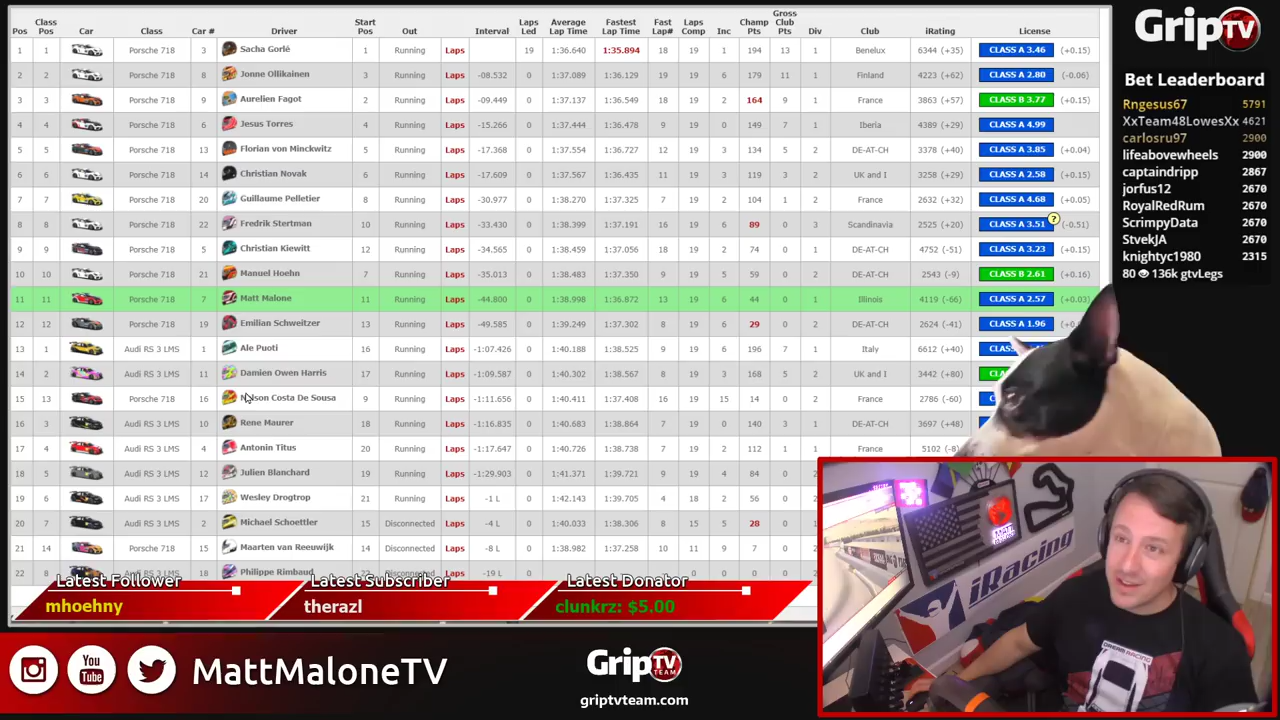 Pos Class Pos Car Class Car # Driver Start Pos Out Interval Laps Led Average Lap Time Fastest Lap Time Fast Lap# Laps Comp Inc Champ Pts Gross Club Pts Div Club iRating License
1 1 Porsche 718 3 Sacha Gorlé 1 Running Laps 19 1:36.640 1:35.894 18 19 1 194 13 1 Benelux 6344 (+35) CLASS A 3.46 (+0.15)
2 2 Porsche 718 8 Jonne Ollikainen 3 Running Laps -08.532 0 1:37.089 1:36.129 18 19 6 179 11 1 Finland 4223 (+62) CLASS A 2.80 (-0.06)
3 3 Porsche 718 9 Aurelien Fagot 2 Running Laps -09.449 0 1:37.137 1:36.549 18 19 2 164 9 1 France 3863 (+57) CLASS B 3.77 (+0.15)
4 4 Porsche 718 6 Jesus Torres 4 Running Laps -15.266 0 1:37.444 1:36.478 9 19 0 149 7 1 Iberia 4389 (+29) CLASS A 4.99
5 5 Porsche 718 13 Florian von Minckwitz 5 Running Laps -17.368 0 1:37.554 1:36.727 12 19 3 134 5 2 DE-AT-CH 3378 (+40) CLASS A 3.85 (+0.04)
6 6 Porsche 718 14 Christian Novak 6 Running Laps -17.609 0 1:37.567 1:36.435 11 19 3 119 3 2 UK and I 3258 (+29) CLASS A 2.58 (+0.15)
7 7 Porsche 718 20 Guillaume Pelletier 8 Running Laps -30.977 0 1:38.270 1:37.325 7 19 2 104 1 2 France 2632 (+32) CLASS A 4.68 (+0.05)
8 8 Porsche 718 22 Fredrik Stertman 10 Running Laps -33.430 0 1:38.399 1:37.191 16 19 6 89 0 3 Scandinavia 2525 (+20) CLASS A 3.51 ? (-0.51)
9 9 Porsche 718 5 Christian Kiewitt 12 Running Laps -34.565 0 1:38.459 1:37.056 18 19 2 74 0 1 DE-AT-CH 4752 (-51) CLASS A 3.23 (+0.15)
10 10 Porsche 718 21 Manuel Hoehn 7 Running Laps -35.013 0 1:38.483 1:37.350 9 19 5 59 0 2 DE-AT-CH 2543 (-9) CLASS B 2.61 (+0.16)
11 11 Porsche 718 7 Matt Malone 11 Running Laps -44.800 0 1:38.998 1:36.872 13 19 6 44 0 1 Illinois 4119 (-66) CLASS A 2.57 (+0.03)
12 12 Porsche 718 19 Emilian Schweitzer 13 Running Laps -49.585 0 1:39.249 1:37.302 8 19 6 29 0 2 DE-AT-CH 2624 (-41) CLASS A 1.96
13 1 Audi RS 3 LMS 1 Ale Puoti 16 Running Laps -1:07.426 0 1:40.188 1:38.525 9 19 6 196 7 1 Italy 6612 (+40)
14 2 Audi RS 3 LMS 11 Damien Owen Harris 17 Running Laps -1:09.587 0 1:40.302 1:38.567 8 19 3 168 5 2 UK and I 3442 (+80)
15 13 Porsche 718 16 Nelson Costa De Sousa 9 Running Laps -1:11.656 0 1:40.411 1:37.408 16 19 15 14 0 2 France 2786 (-60)
16 3 Audi RS 3 LMS 10 Rene Maurer 18 Running Laps -1:16.835 0 1:40.683 1:38.864 7 19 0 140 3 1 DE-AT-CH 3697 (+48)
17 4 Audi RS 3 LMS 4 Antonin Titus 20 Running Laps -1:17.647 0 1:40.726 1:38.738 7 19 2 112 1 1 France 5102 (-8)
18 5 Audi RS 3 LMS 12 Julien Blanchard 19 Running Laps -1:29.903 0 1:41.371 1:39.721 9 19 4 84 0
19 6 Audi RS 3 LMS 17 Wesley Drogtrop 21 Running Laps -1 L 0 1:42.143 1:39.705 4 18 2 56 0
20 7 Audi RS 3 LMS 2 Michael Schoettler 15 Disconnected Laps -4 L 0 1:40.033 1:38.306 8 15 5 28 0
21 14 Porsche 718 15 Maarten van Reeuwijk 14 Disconnected Laps -8 L 0 1:38.982 1:37.258 10 11 9 7 0
22 8 Audi RS 3 LMS 18 Philippe Rimbaud Disconnected Laps -19 L
GripTV
Bet Leaderboard
Rngesus67 5791
XxTeam48LowesXx 4621
carlosru97 2900
lifeabovewheels 2900
captaindripp 2867
jorfus12 2670
RoyalRedRum 2670
ScrimpyData 2670
StvekJA 2670
knightyc1980 2315
80 136k gtvLegs
Latest Follower
mhoehny
Latest Subscriber
therazl
Latest Donator
clunkrz: $5.00
You Tube
MattMaloneTV
GripTV TEAM
griptvteam.com
iRacing
DREAM RACING